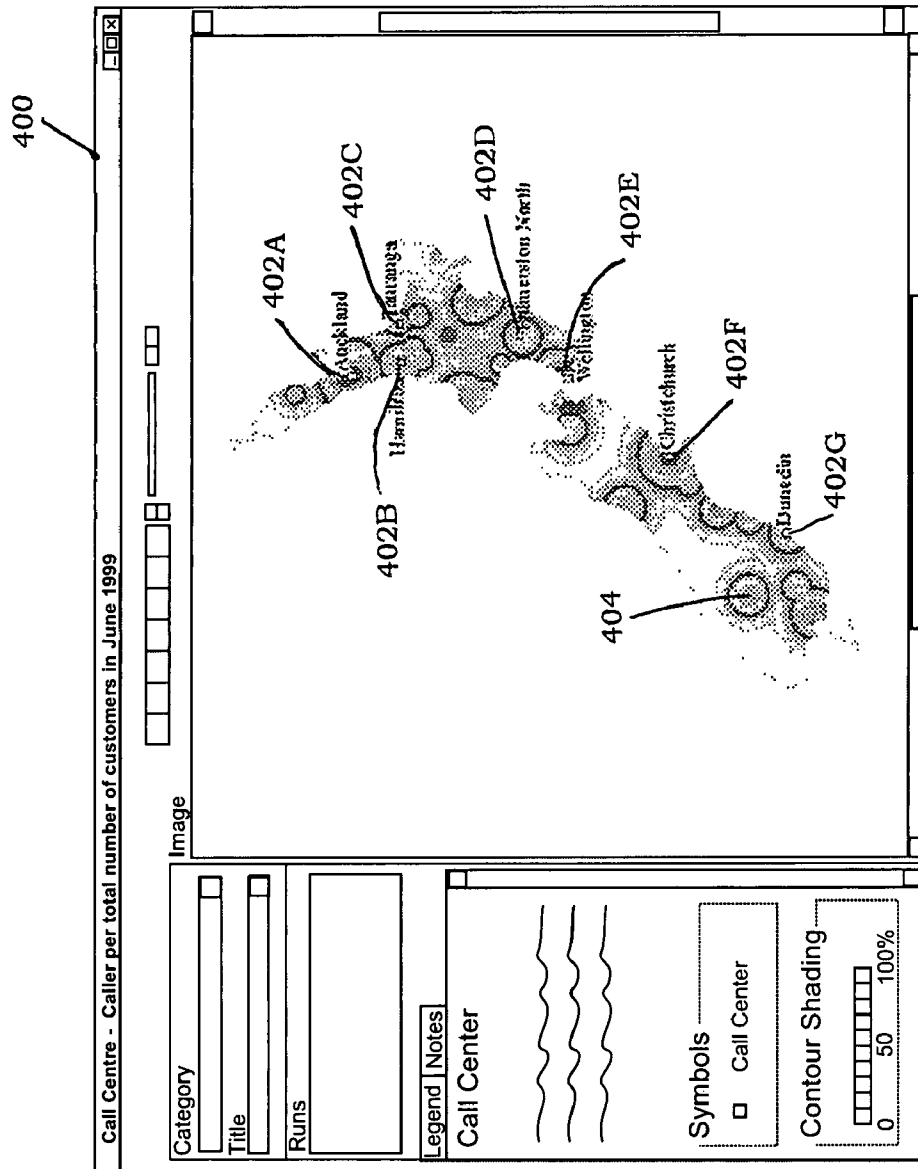 400
Call Centre - Caller per total number of customers in June 1999
Category
Title
Runs
Legend
Notes
Call Center
Symbols
Call Center
Contour Shading
0 50 100%
Image
402A
Auckland
402C
Tauranga
Hamilton
402B
402D
North
402E
Wellington
Christchurch
402F
Dunedin
402G
404